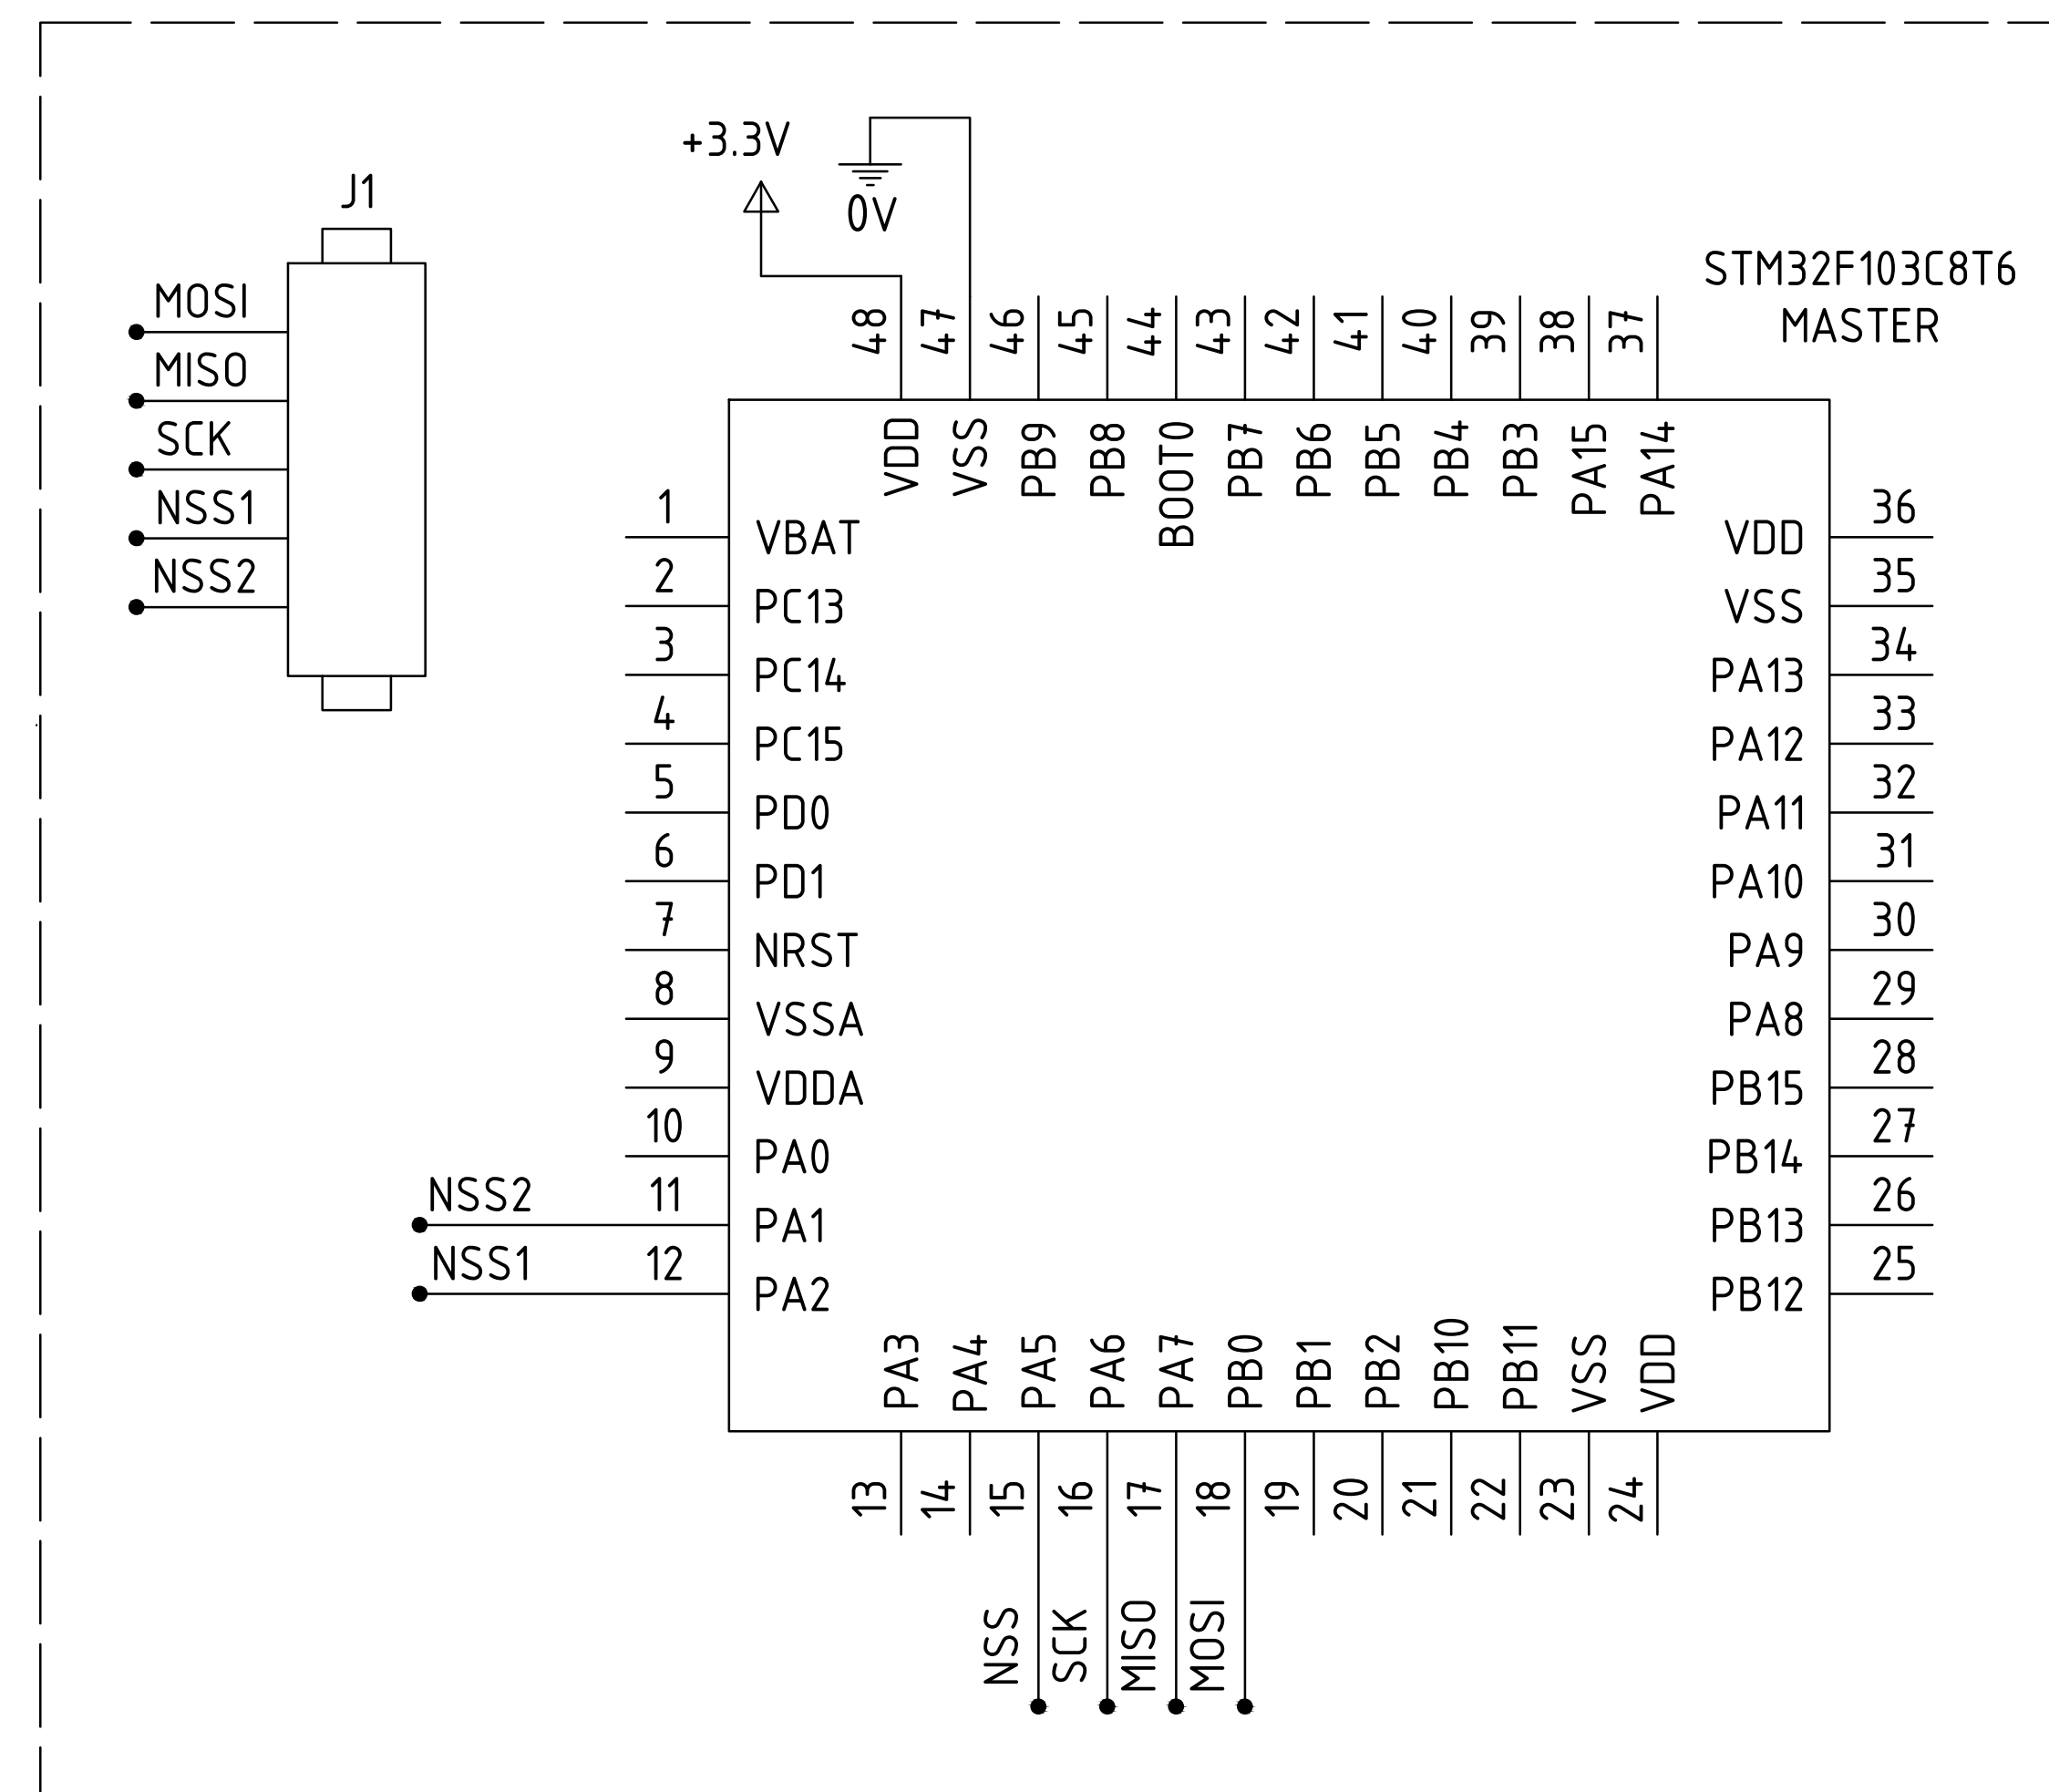 +3.3V
0V
J1
MOSI
MISO
SCK
NSS1
NSS2
STM32F103C8T6
MASTER
48 47 46 45 44 43 42 41 40 39 38 37
VDD VSS PB9 PB8 BOOT0 PB7 PB6 PB5 PB4 PB3 PA15 PA14
1 VBAT
2 PC13
3 PC14
4 PC15
5 PD0
6 PD1
7 NRST
8 VSSA
9 VDDA
10 PA0
NSS2 11 PA1
NSS1 12 PA2
VDD 36
VSS 35
PA13 34
PA12 33
PA11 32
PA10 31
PA9 30
PA8 29
PB15 28
PB14 27
PB13 26
PB12 25
PA3 PA4 PA5 PA6 PA7 PB0 PB1 PB2 PB10 PB11 VSS VDD
13 14 15 16 17 18 19 20 21 22 23 24
NSS SCK MISO MOSI